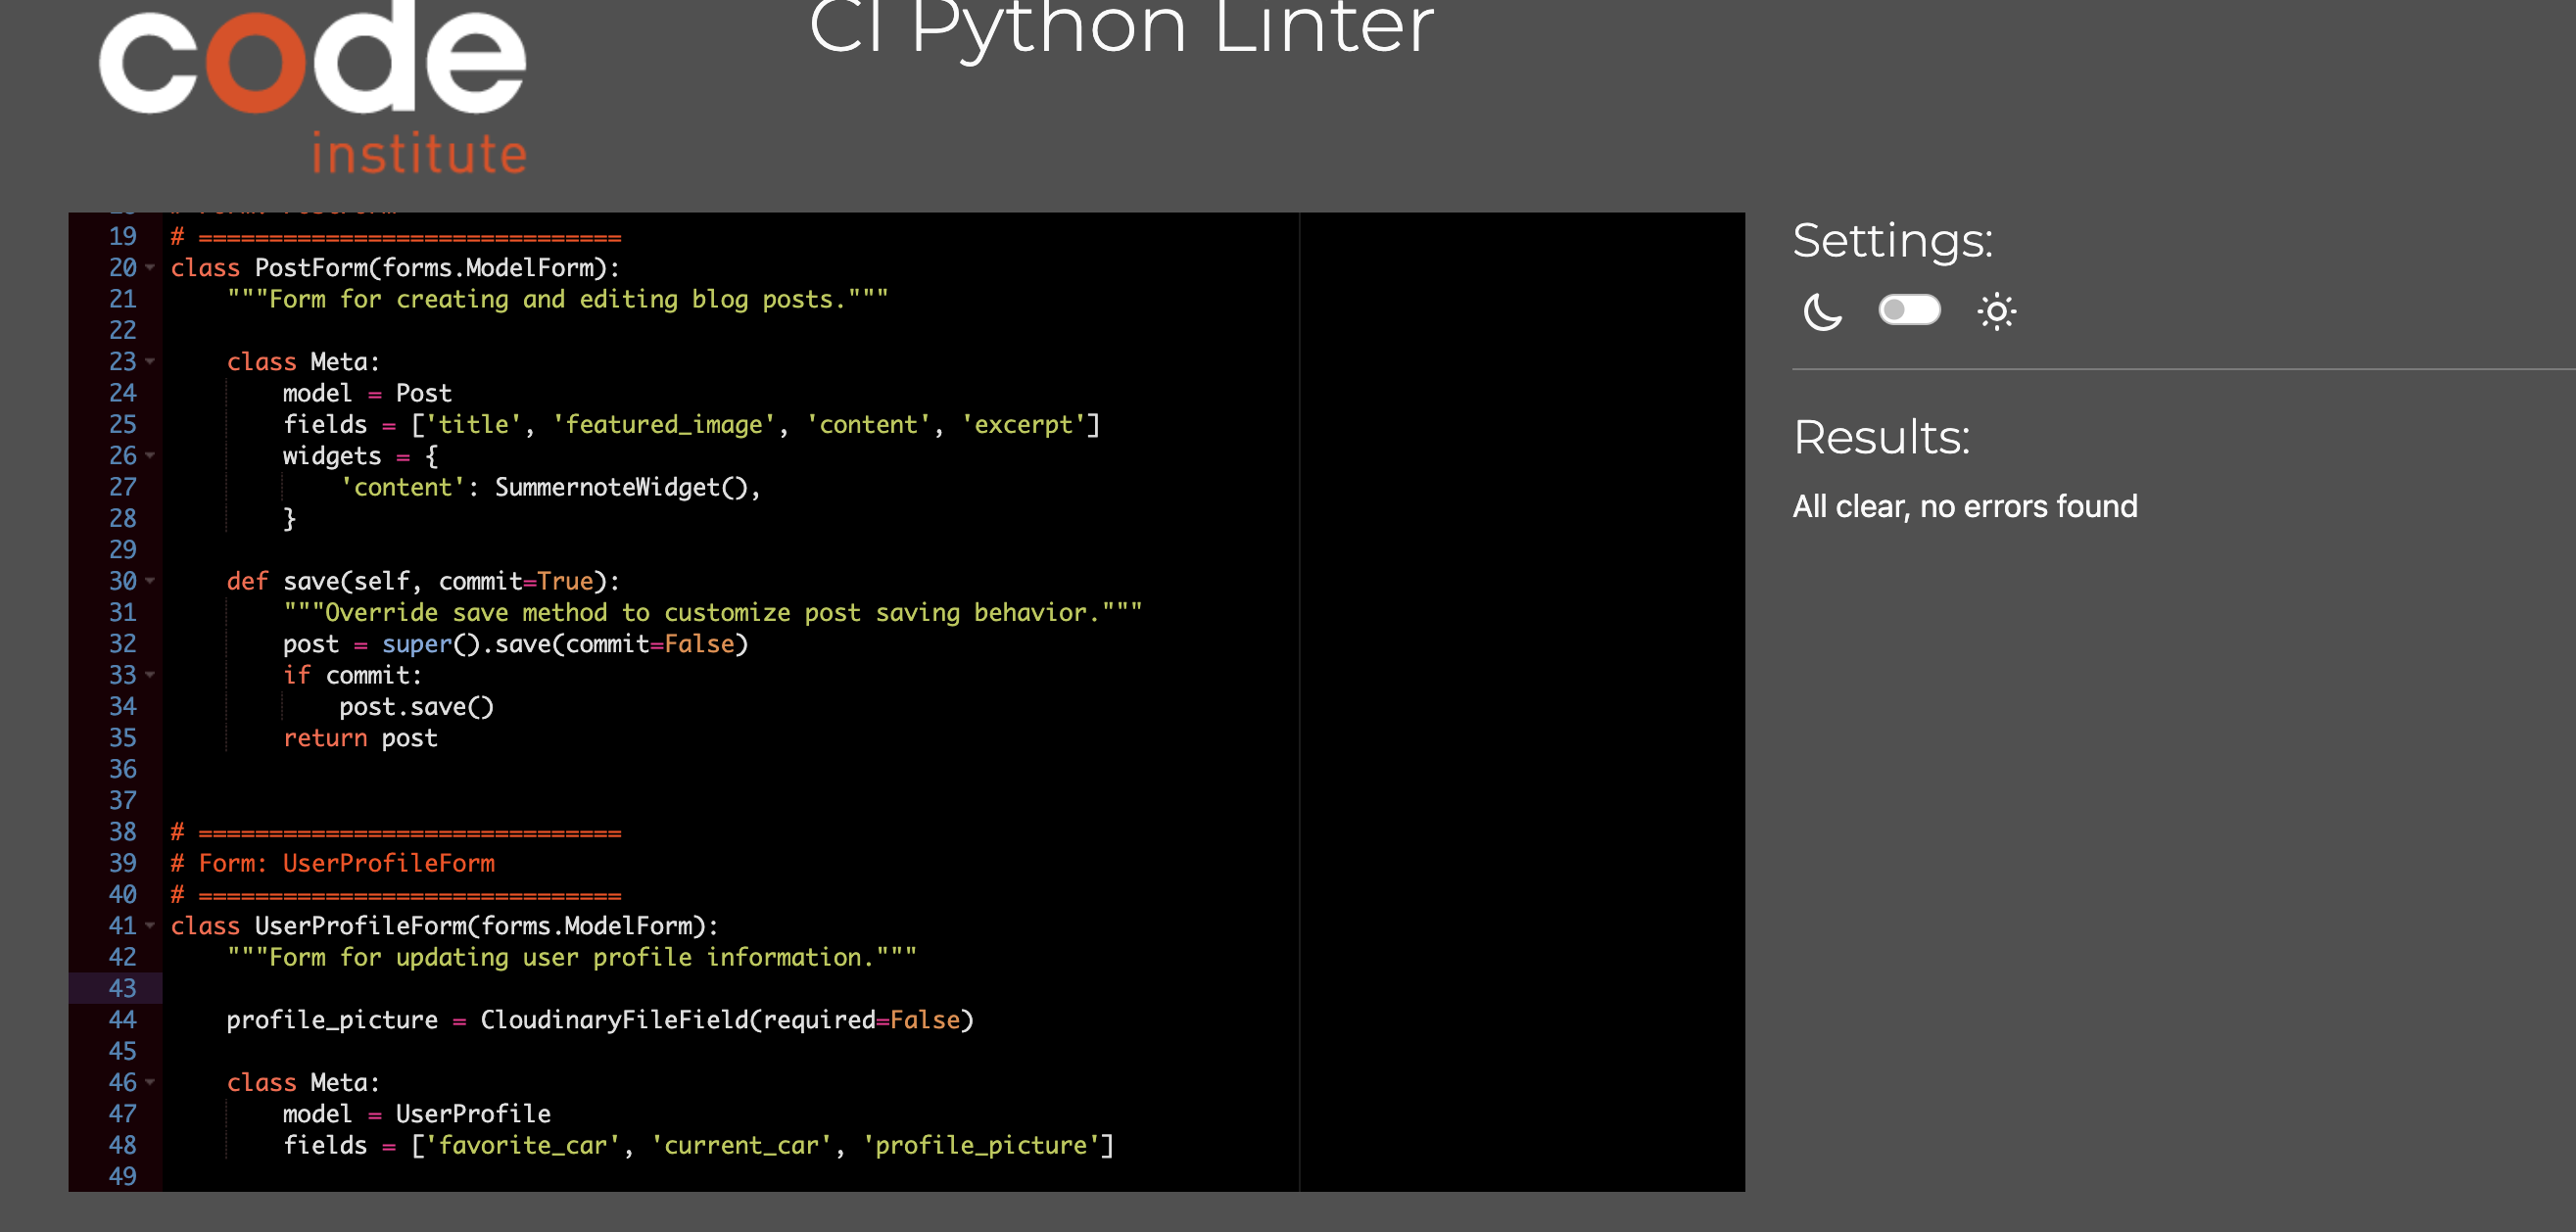 code
institute
CI Python Linter
19 # ==============================
20 class PostForm(forms.ModelForm):
21     """Form for creating and editing blog posts."""
22
23     class Meta:
24         model = Post
25         fields = ['title', 'featured_image', 'content', 'excerpt']
26         widgets = {
27             'content': SummernoteWidget(),
28         }
29
30     def save(self, commit=True):
31         """Override save method to customize post saving behavior."""
32         post = super().save(commit=False)
33         if commit:
34             post.save()
35         return post
36
37
38 # ==============================
39 # Form: UserProfileForm
40 # ==============================
41 class UserProfileForm(forms.ModelForm):
42     """Form for updating user profile information."""
43
44     profile_picture = CloudinaryFileField(required=False)
45
46     class Meta:
47         model = UserProfile
48         fields = ['favorite_car', 'current_car', 'profile_picture']
49
Settings:
Results:
All clear, no errors found